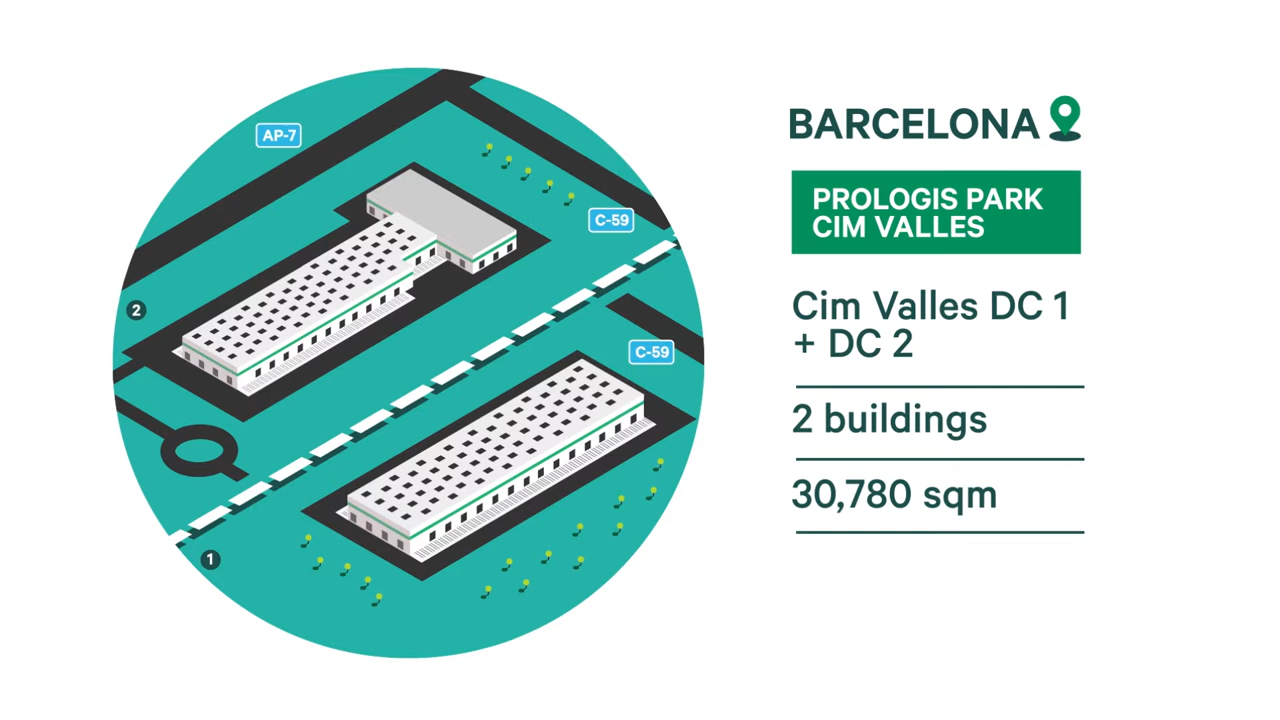 AP-7
C-59
2
C-59
1
BARCELONA
PROLOGIS PARK
CIM VALLES
Cim Valles DC 1
+ DC 2
2 buildings
30,780 sqm